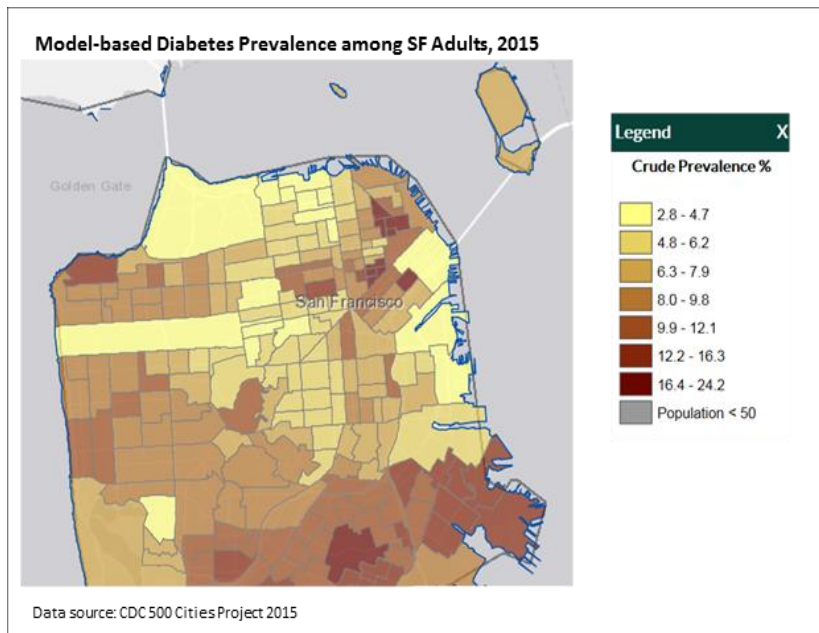 Model-based Diabetes Prevalence among SF Adults, 2015
Golden Gate
San Francisco
Legend X
Crude Prevalence %
2.8 - 4.7
4.8 - 6.2
6.3 - 7.9
8.0 - 9.8
9.9 - 12.1
12.2 - 16.3
16.4 - 24.2
Population < 50
Data source: CDC 500 Cities Project 2015